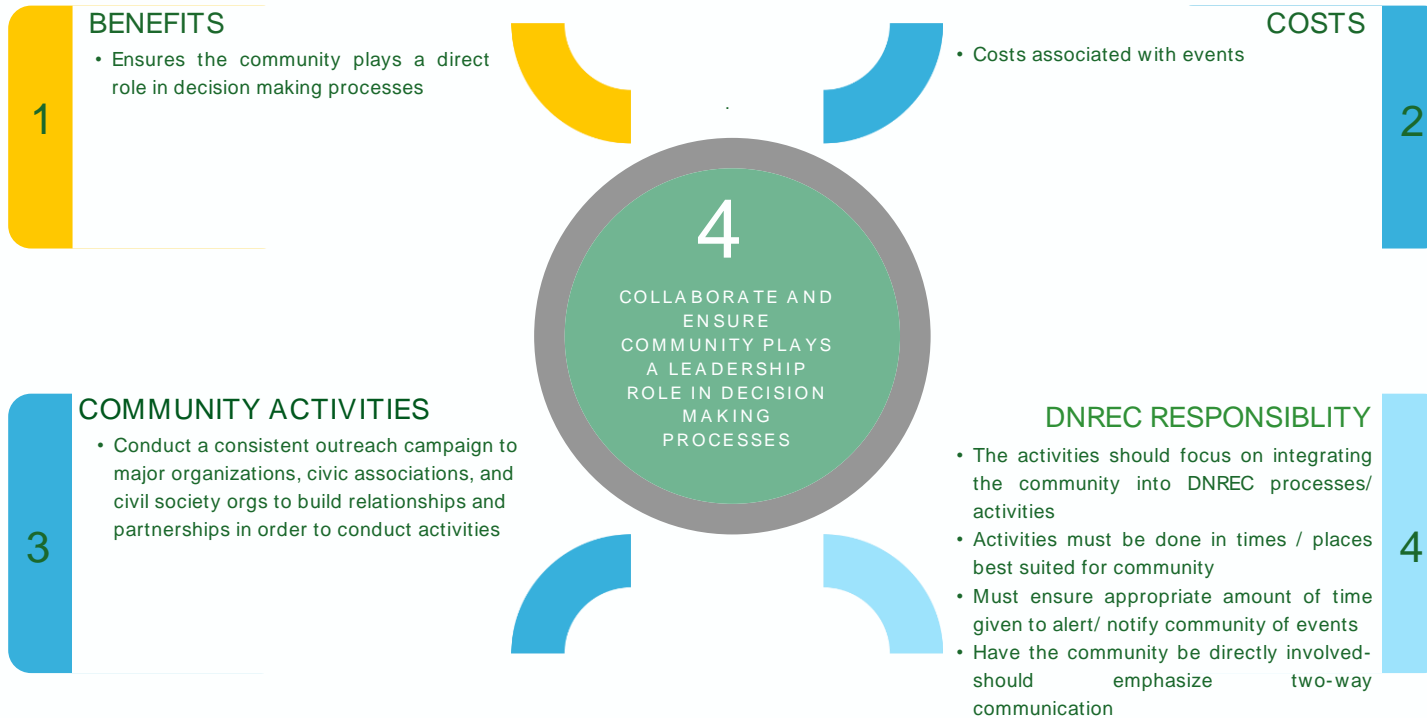 1
BENEFITS
• Ensures the community plays a direct
role in decision making processes
COSTS
• Costs associated with events
2
.
4
COLLABORATE AND
ENSURE
COMMUNITY PLAYS
A LEADERSHIP
ROLE IN DECISION
MAKING
PROCESSES
3
COMMUNITY ACTIVITIES
• Conduct a consistent outreach campaign to
major organizations, civic associations, and
civil society orgs to build relationships and
partnerships in order to conduct activities
DNREC RESPONSIBLITY
• The activities should focus on integrating
the community into DNREC processes/
activities
• Activities must be done in times / places
best suited for community
• Must ensure appropriate amount of time
given to alert/ notify community of events
• Have the community be directly involved-
should emphasize two-way
communication
4